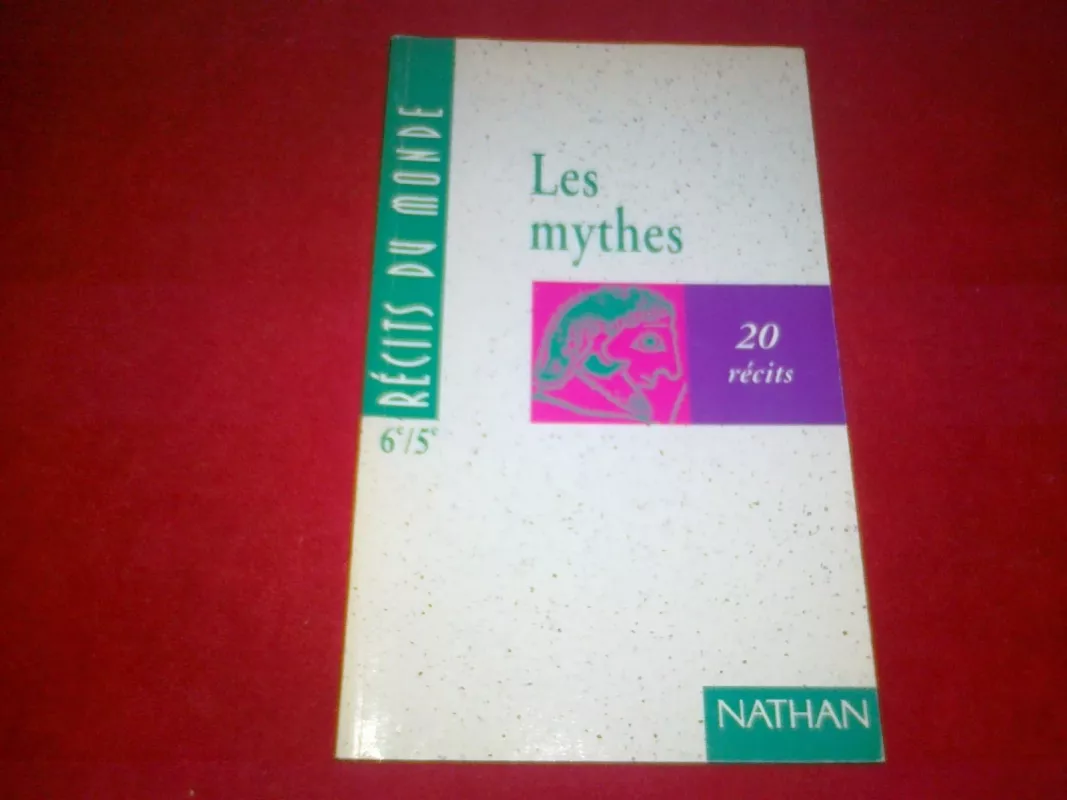 RÉCITS DU MONDE
6e/5e
Les
mythes
20
récits
NATHAN